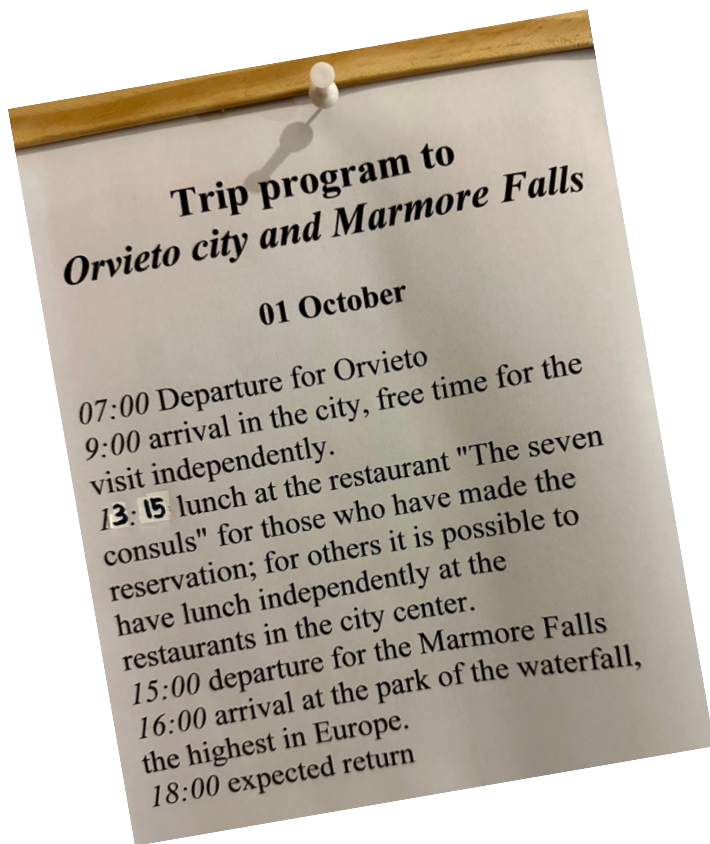 Trip program to
Orvieto city and Marmore Falls
01 October
07:00 Departure for Orvieto
9:00 arrival in the city, free time for the
visit independently.
13:15 lunch at the restaurant "The seven
consuls" for those who have made the
reservation; for others it is possible to
have lunch independently at the
restaurants in the city center.
15:00 departure for the Marmore Falls
16:00 arrival at the park of the waterfall,
the highest in Europe.
18:00 expected return